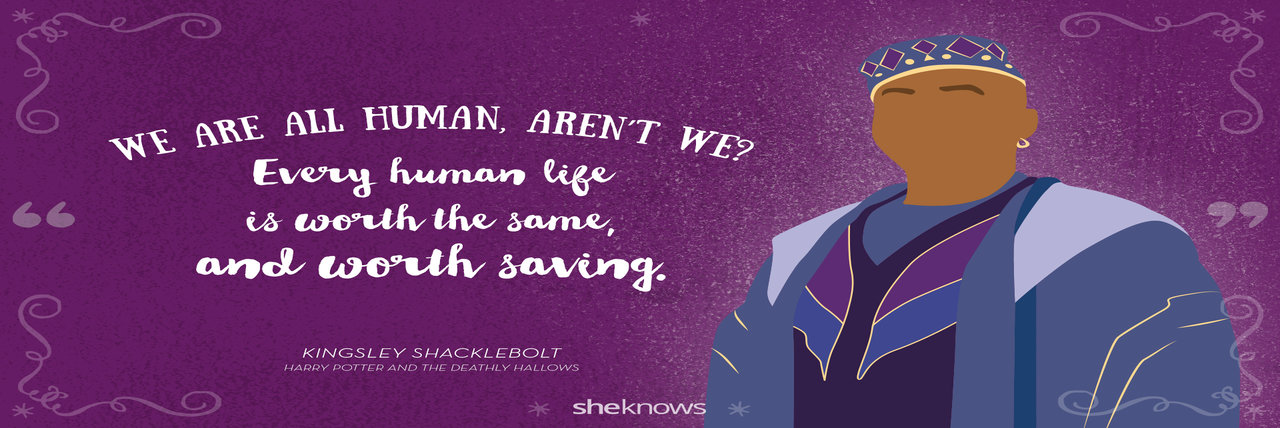 WE ARE ALL HUMAN, AREN'T WE?
Every human life
is worth the same,
and worth saving.
KINGSLEY SHACKLEBOLT
HARRY POTTER AND THE DEATHLY HALLOWS
sheknows